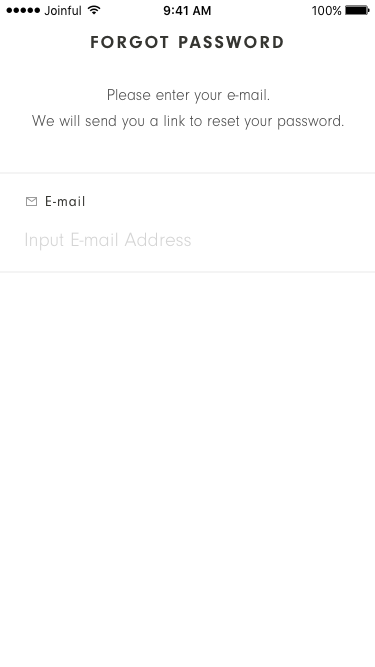 Joinful 9:41 AM 100%
FORGOT PASSWORD
Please enter your e-mail.
We will send you a link to reset your password.
E-mail
Input E-mail Address